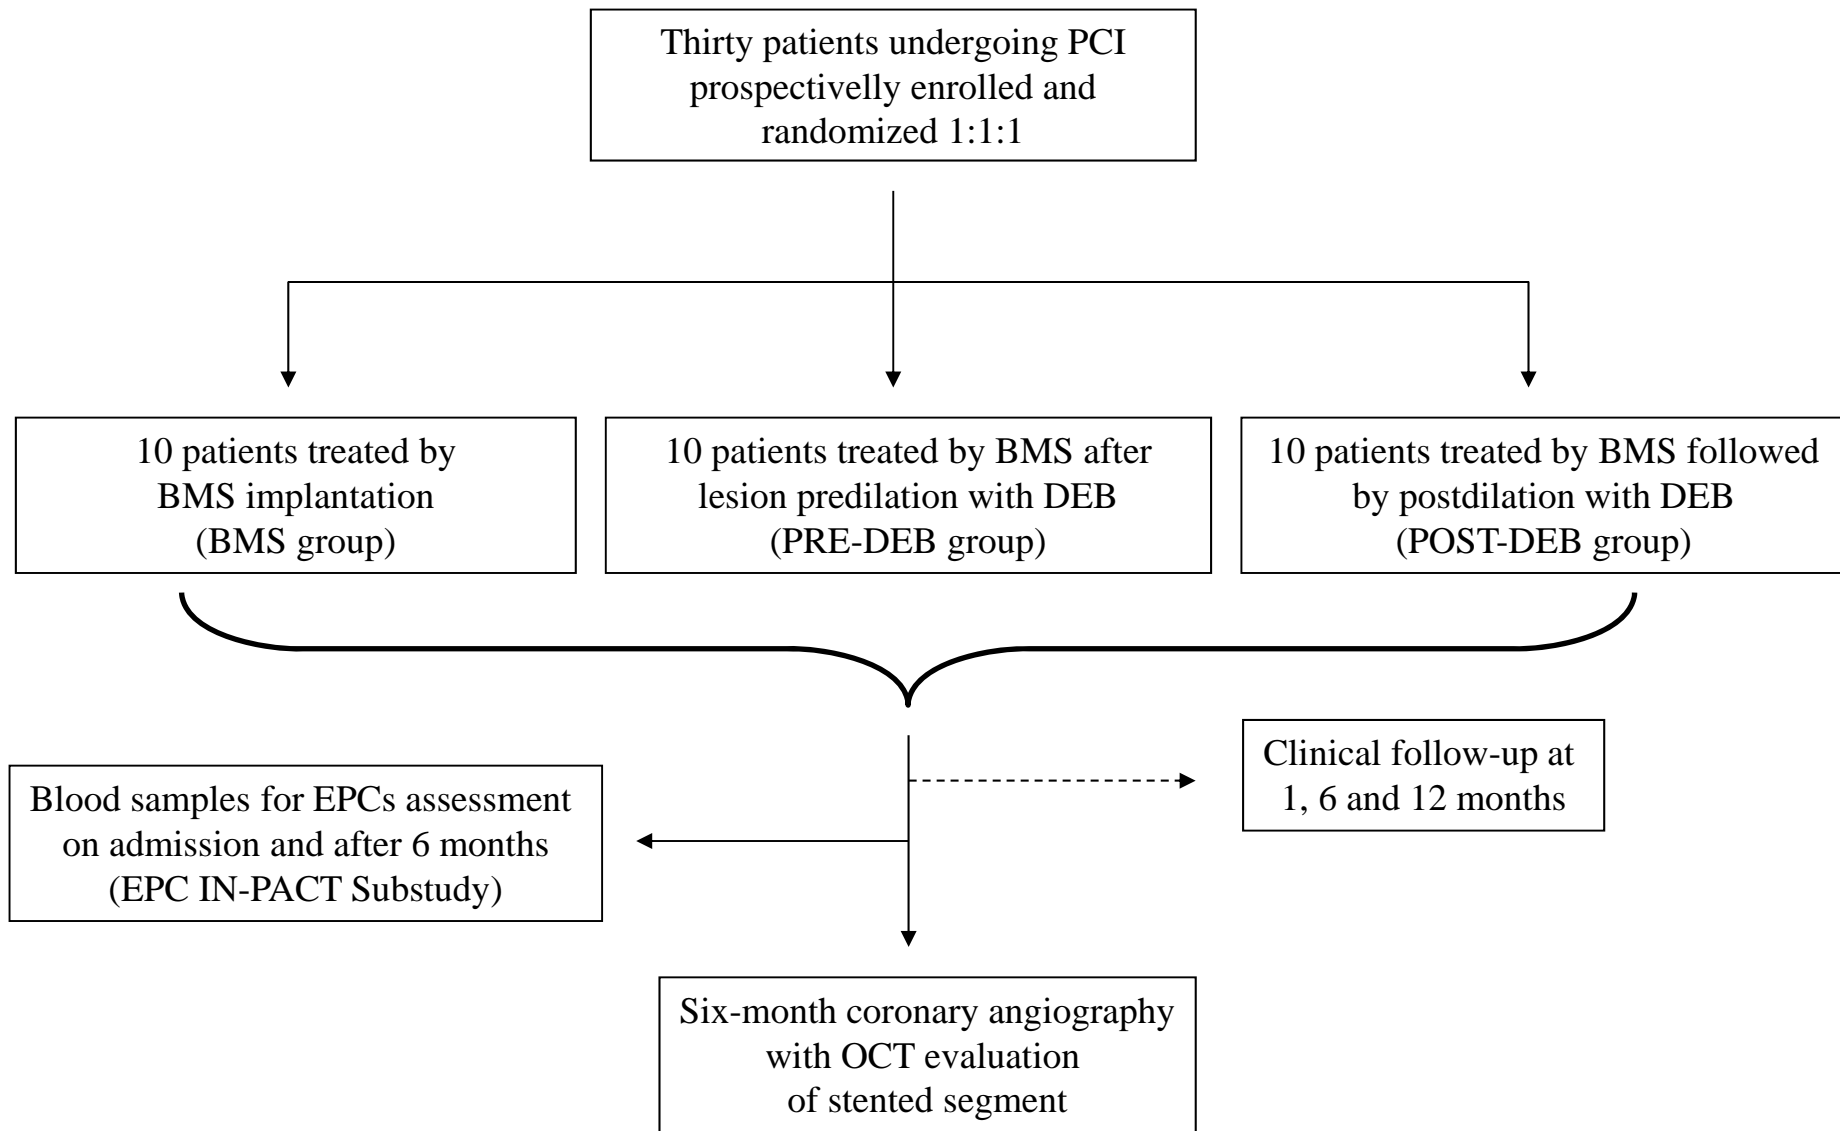 Thirty patients undergoing PCI
prospectivelly enrolled and
randomized 1:1:1
10 patients treated by
BMS implantation
(BMS group)
10 patients treated by BMS after
lesion predilation with DEB
(PRE-DEB group)
10 patients treated by BMS followed
by postdilation with DEB
(POST-DEB group)
Clinical follow-up at
1, 6 and 12 months
Blood samples for EPCs assessment
on admission and after 6 months
(EPC IN-PACT Substudy)
Six-month coronary angiography
with OCT evaluation
of stented segment